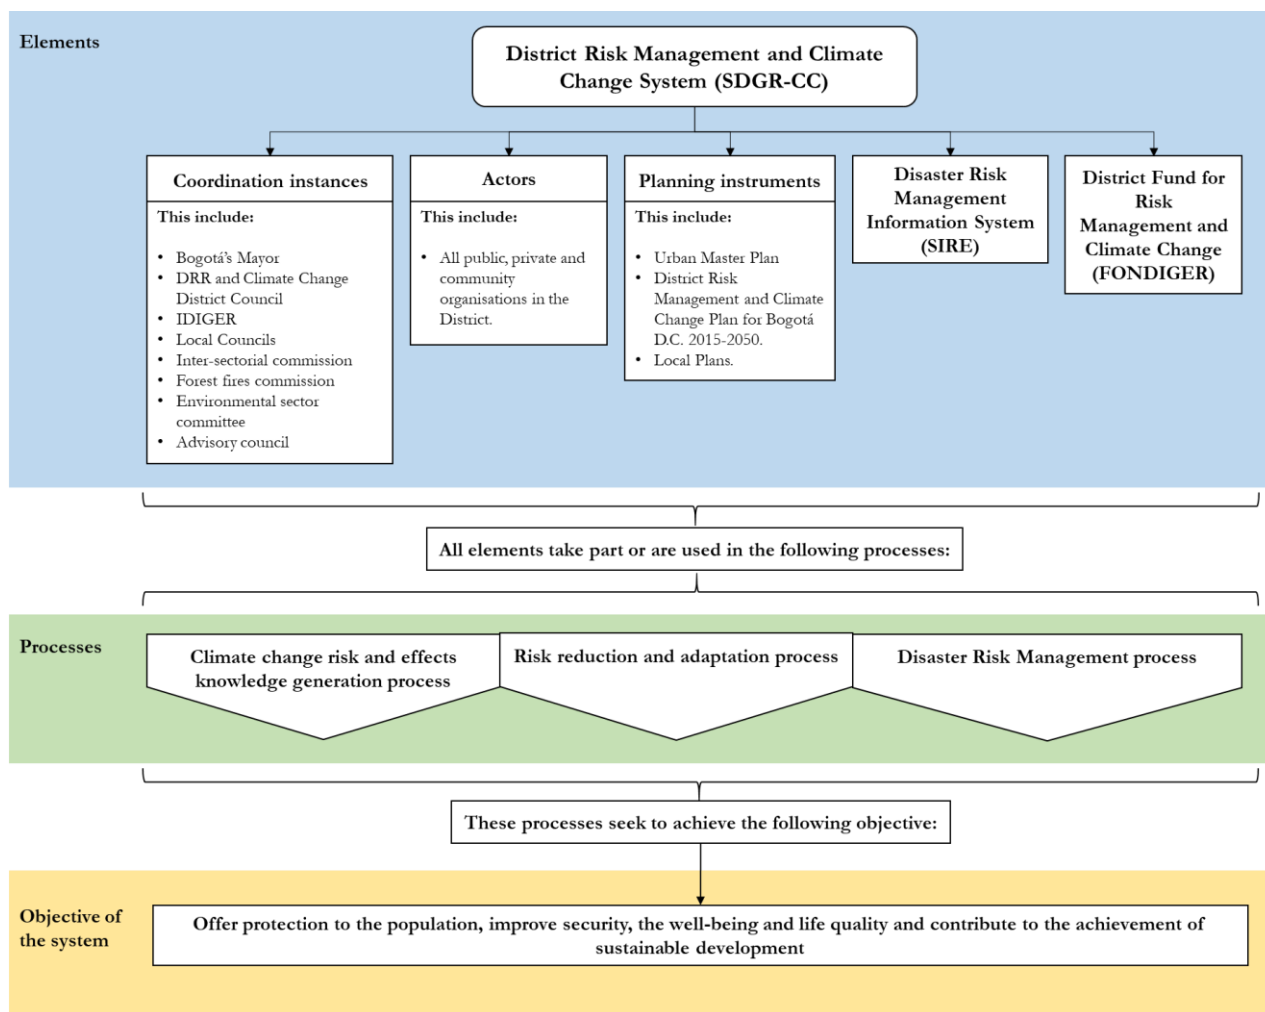 Elements
District Risk Management and Climate
Change System (SDGR-CC)
Coordination instances
This include:
• Bogotá's Mayor
• DRR and Climate Change
District Council
• IDIGER
• Local Councils
• Inter-sectorial commission
• Forest fires commission
• Environmental sector
committee
• Advisory council
Actors
This include:
• All public, private and
community
organisations in the
District.
Planning instruments
This include:
• Urban Master Plan
• District Risk
Management and Climate
Change Plan for Bogotá
D.C. 2015-2050.
• Local Plans.
Disaster Risk
Management
Information System
(SIRE)
District Fund for
Risk
Management and
Climate Change
(FONDIGER)
All elements take part or are used in the following processes:
Processes
Climate change risk and effects
knowledge generation process
Risk reduction and adaptation process
Disaster Risk Management process
These processes seek to achieve the following objective:
Objective of
the system
Offer protection to the population, improve security, the well-being and life quality and contribute to the achievement of
sustainable development